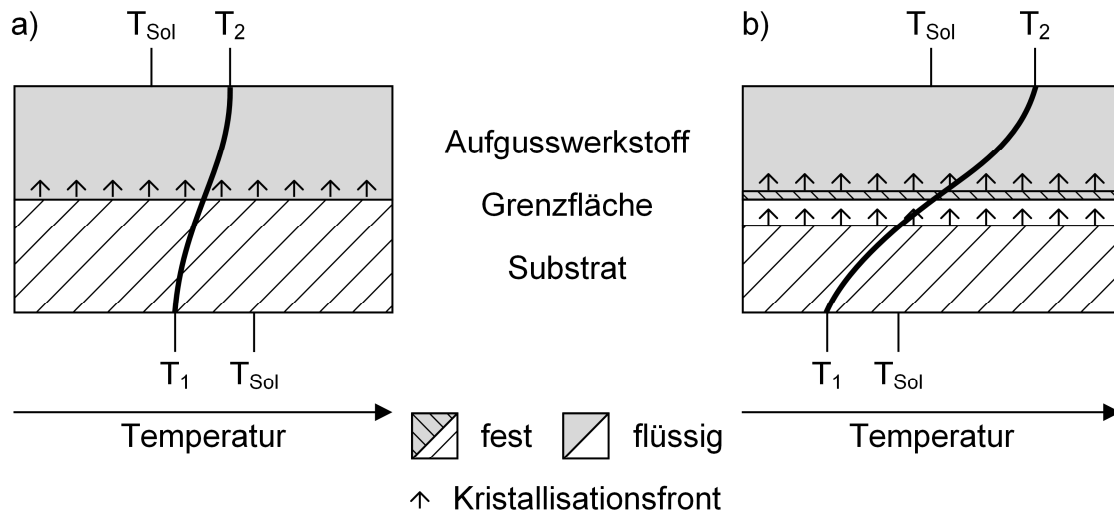 a)
T_Sol T_2
b)
T_Sol T_2
Aufgusswerkstoff
Grenzfläche
Substrat
T_1 T_Sol
T_1 T_Sol
Temperatur
Temperatur
fest flüssig
Kristallisationsfront